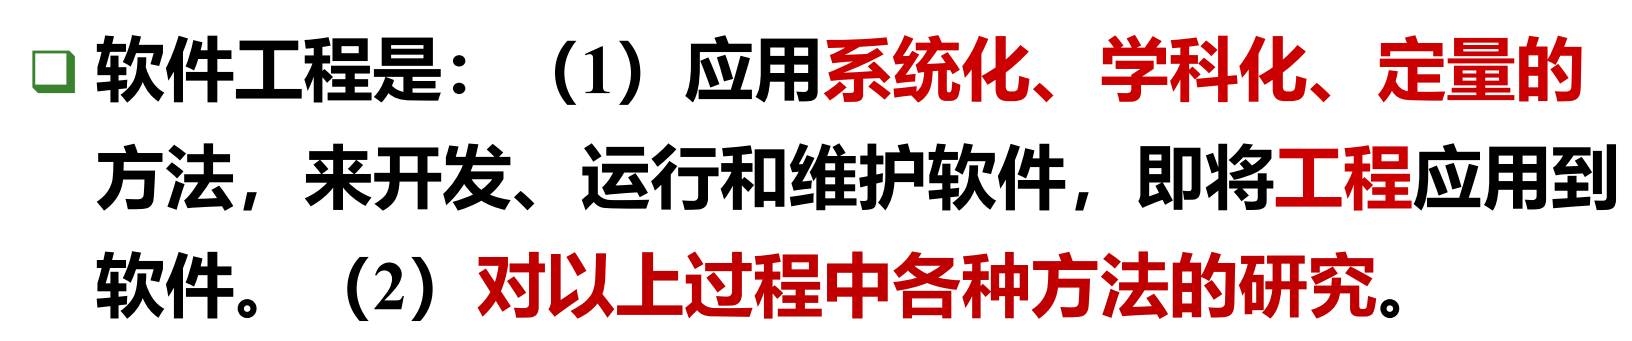 软件工程是：（1）应用系统化、学科化、定量的
方法，来开发、运行和维护软件，即将工程应用到
软件。（2）对以上过程中各种方法的研究。